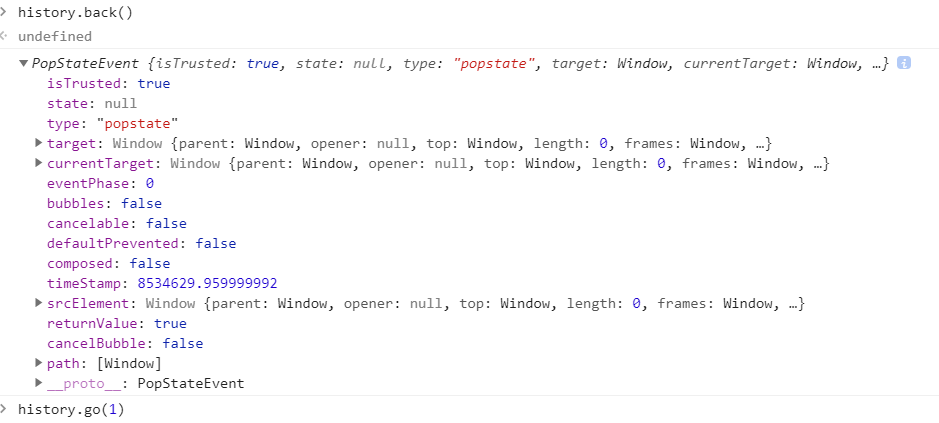 > history.back()
< undefined
▼PopStateEvent {isTrusted: true, state: null, type: "popstate", target: Window, currentTarget: Window, …} i
isTrusted: true
state: null
type: "popstate"
▶target: Window {parent: Window, opener: null, top: Window, length: 0, frames: Window, …}
▶currentTarget: Window {parent: Window, opener: null, top: Window, length: 0, frames: Window, …}
eventPhase: 0
bubbles: false
cancelable: false
defaultPrevented: false
composed: false
timeStamp: 8534629.959999992
▶srcElement: Window {parent: Window, opener: null, top: Window, length: 0, frames: Window, …}
returnValue: true
cancelBubble: false
▶path: [Window]
▶__proto__: PopStateEvent
> history.go(1)